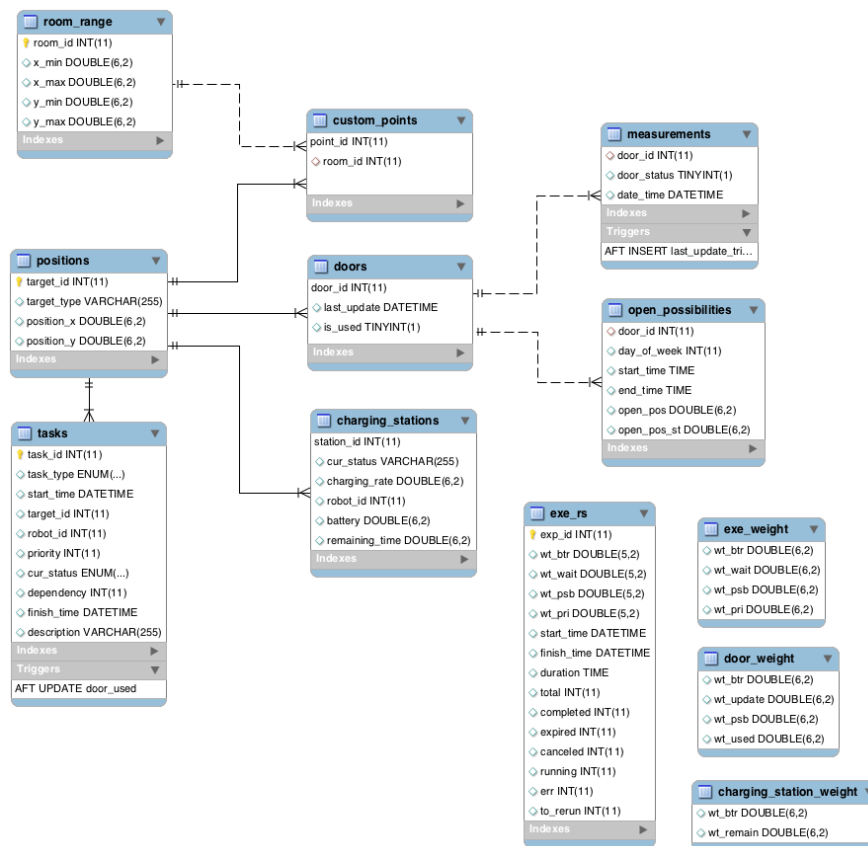 room_range
room_id INT(11)
x_min DOUBLE(6,2)
x_max DOUBLE(6,2)
y_min DOUBLE(6,2)
y_max DOUBLE(6,2)
Indexes
custom_points
point_id INT(11)
room_id INT(11)
Indexes
measurements
door_id INT(11)
door_status TINYINT(1)
date_time DATETIME
Indexes
Triggers
AFT INSERT last_update_tri...
positions
target_id INT(11)
target_type VARCHAR(255)
position_x DOUBLE(6,2)
position_y DOUBLE(6,2)
Indexes
doors
door_id INT(11)
last_update DATETIME
is_used TINYINT(1)
Indexes
open_possibilities
door_id INT(11)
day_of_week INT(11)
start_time TIME
end_time TIME
open_pos DOUBLE(6,2)
open_pos_st DOUBLE(6,2)
Indexes
tasks
task_id INT(11)
task_type ENUM(...)
start_time DATETIME
target_id INT(11)
robot_id INT(11)
priority INT(11)
cur_status ENUM(...)
dependency INT(11)
finish_time DATETIME
description VARCHAR(255)
Indexes
Triggers
AFT UPDATE door_used
charging_stations
station_id INT(11)
cur_status VARCHAR(255)
charging_rate DOUBLE(6,2)
robot_id INT(11)
battery DOUBLE(6,2)
remaining_time DOUBLE(6,2)
Indexes
exe_rs
exp_id INT(11)
wt_btr DOUBLE(5,2)
wt_wait DOUBLE(5,2)
wt_psb DOUBLE(5,2)
wt_pri DOUBLE(5,2)
start_time DATETIME
finish_time DATETIME
duration TIME
total INT(11)
completed INT(11)
expired INT(11)
canceled INT(11)
running INT(11)
err INT(11)
to_rerun INT(11)
Indexes
exe_weight
wt_btr DOUBLE(6,2)
wt_wait DOUBLE(6,2)
wt_psb DOUBLE(6,2)
wt_pri DOUBLE(6,2)
door_weight
wt_btr DOUBLE(6,2)
wt_update DOUBLE(6,2)
wt_psb DOUBLE(6,2)
wt_used DOUBLE(6,2)
charging_station_weight
wt_btr DOUBLE(6,2)
wt_remain DOUBLE(6,2)